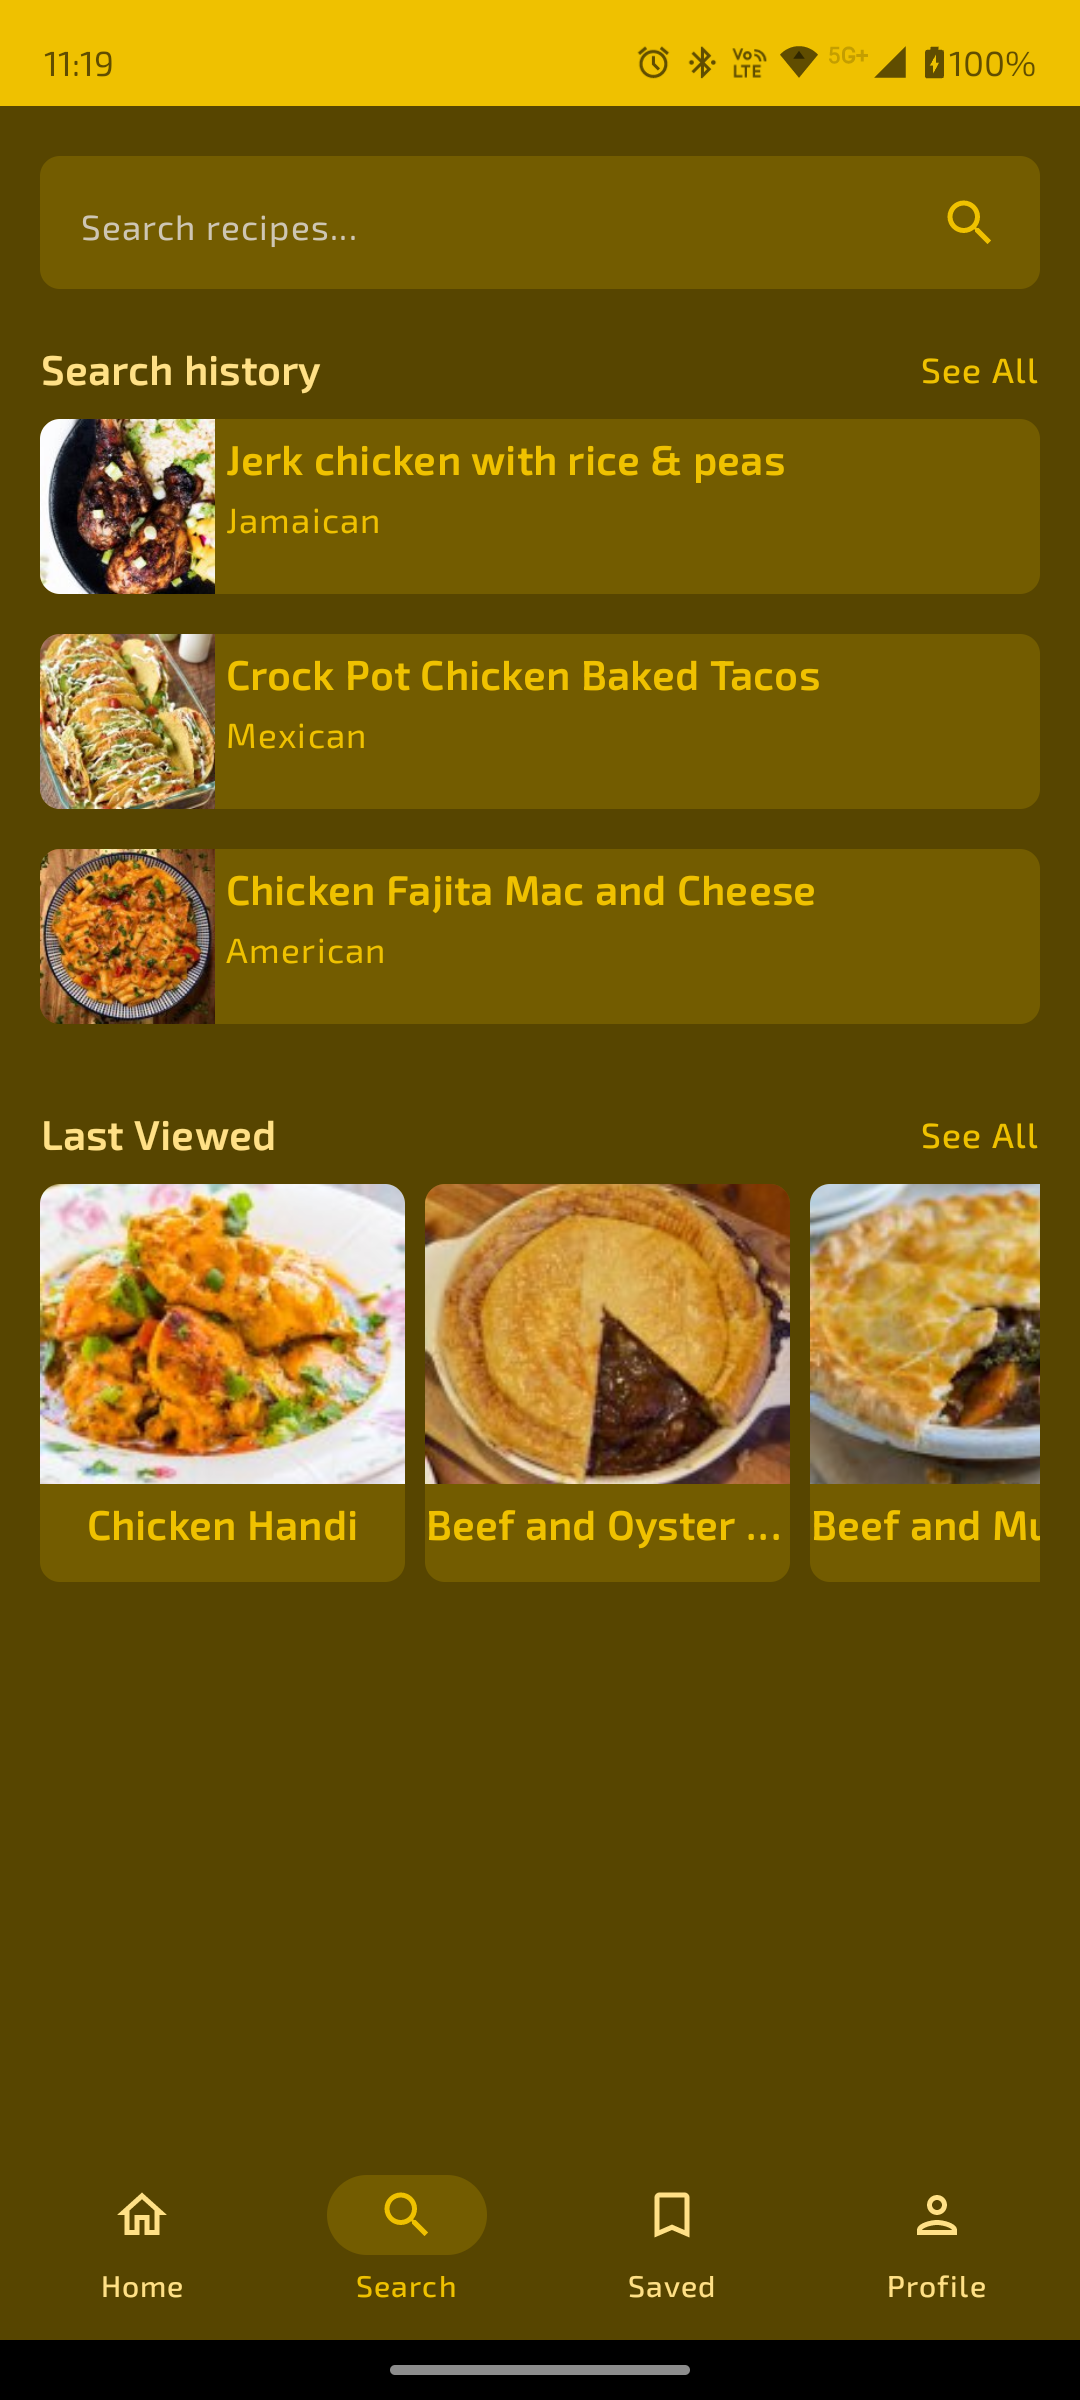 11:19
Vo LTE 5G+ 100%
Search recipes...
Search history See All
Jerk chicken with rice & peas
Jamaican
Crock Pot Chicken Baked Tacos
Mexican
Chicken Fajita Mac and Cheese
American
Last Viewed See All
Chicken Handi Beef and Oyster ... Beef and Mu
Home Search Saved Profile